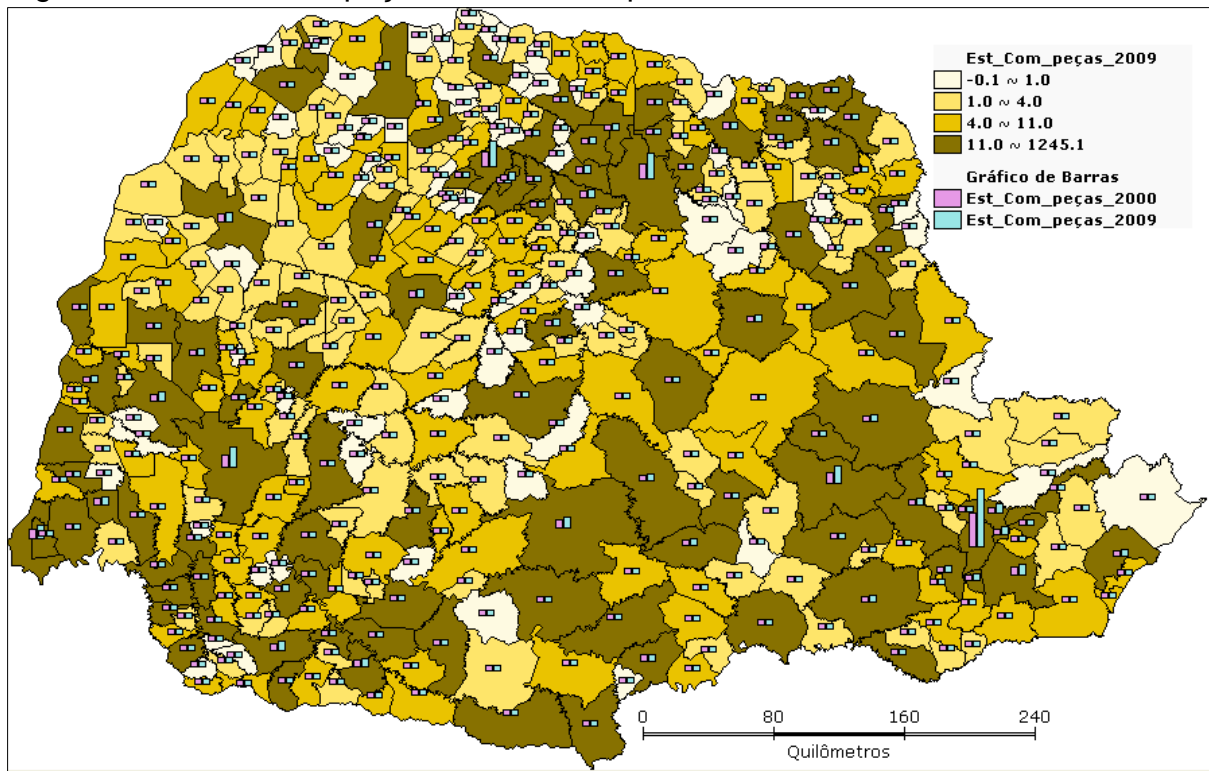 Est_Com_peças_2009
-0.1 ~ 1.0
1.0 ~ 4.0
4.0 ~ 11.0
11.0 ~ 1245.1
Gráfico de Barras
Est_Com_peças_2000
Est_Com_peças_2009
0 80 160 240
Quilômetros